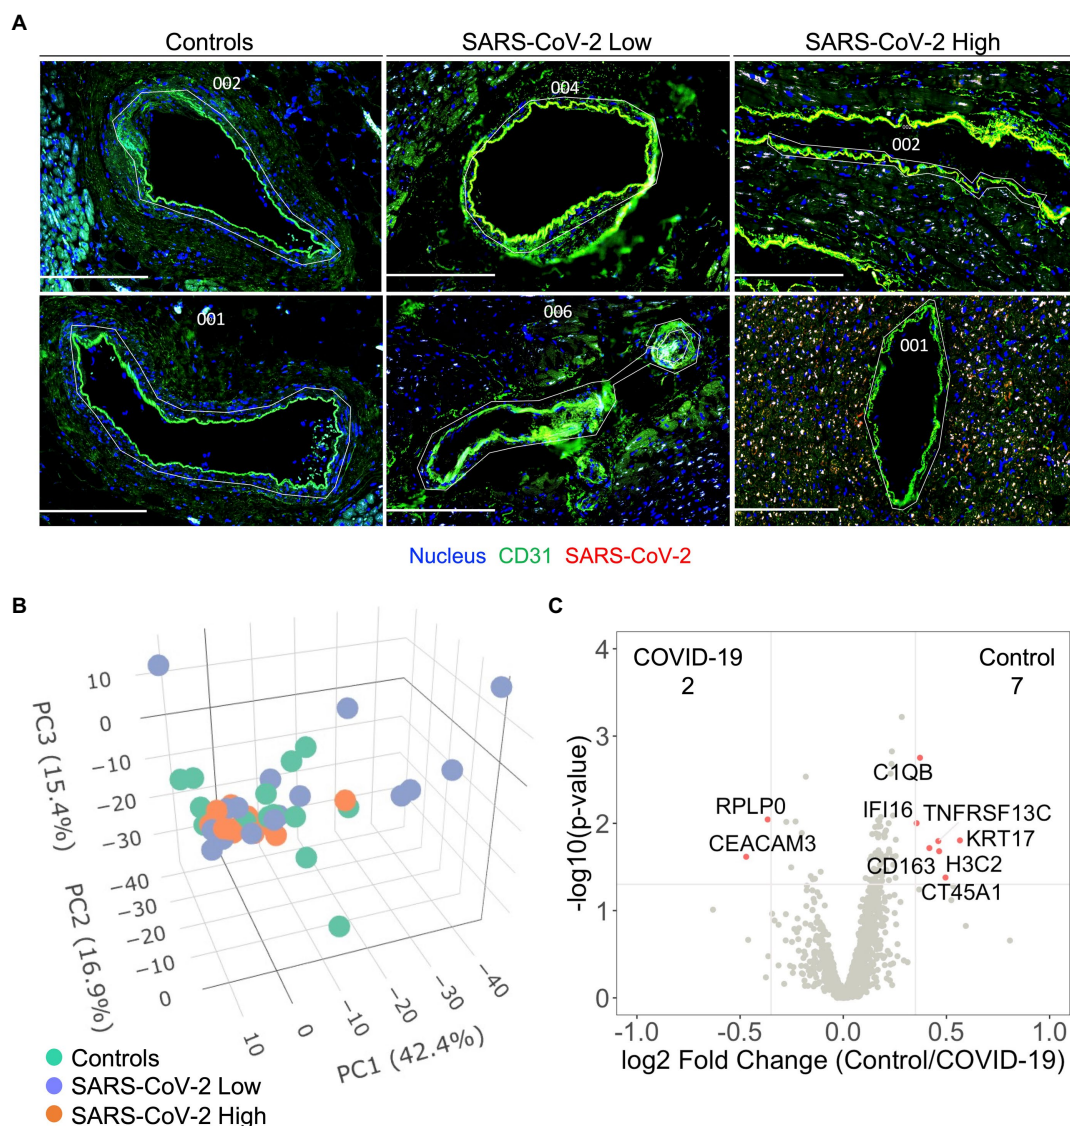 A
Controls
SARS-CoV-2 Low
SARS-CoV-2 High
002
004
002
001
006
001
Nucleus CD31 SARS-CoV-2
B
10
0
−10
−20
−30
PC3 (15.4%)
−40
−30
−20
−10
0
PC2 (16.9%)
10
0
−10
−20
−30
−40
PC1 (42.4%)
Controls
SARS-CoV-2 Low
SARS-CoV-2 High
C
COVID-19
2
Control
7
C1QB
RPLP0
IFI16
TNFRSF13C
CEACAM3
KRT17
CD163
H3C2
CT45A1
4
3
2
1
0
-log10(p-value)
-1.0
-0.5
0.0
0.5
1.0
log2 Fold Change (Control/COVID-19)